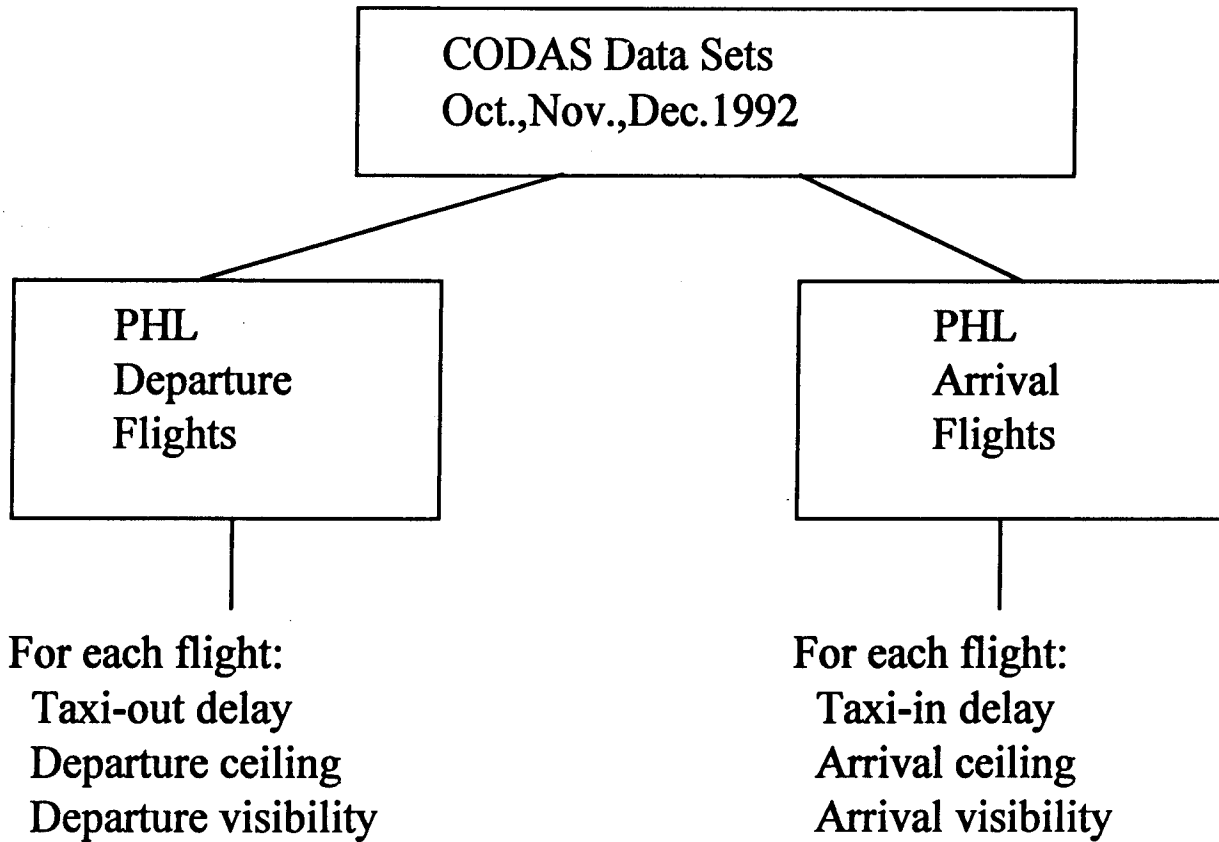 CODAS Data Sets
Oct.,Nov.,Dec.1992
PHL
Departure
Flights
PHL
Arrival
Flights
For each flight:
Taxi-out delay
Departure ceiling
Departure visibility
For each flight:
Taxi-in delay
Arrival ceiling
Arrival visibility